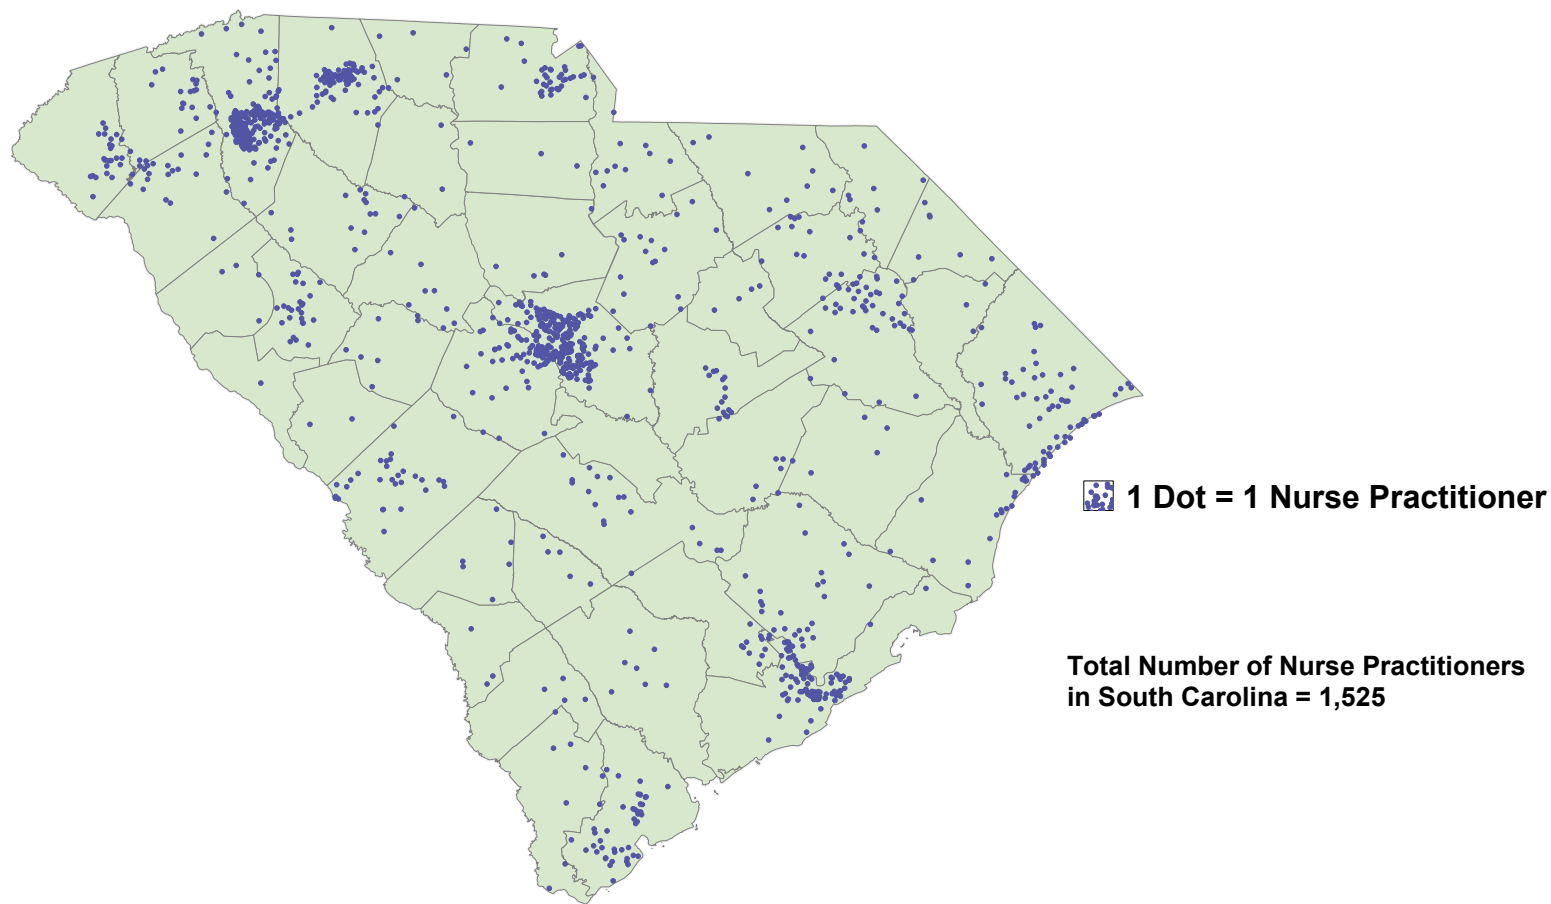 1 Dot = 1 Nurse Practitioner
Total Number of Nurse Practitioners
in South Carolina = 1,525